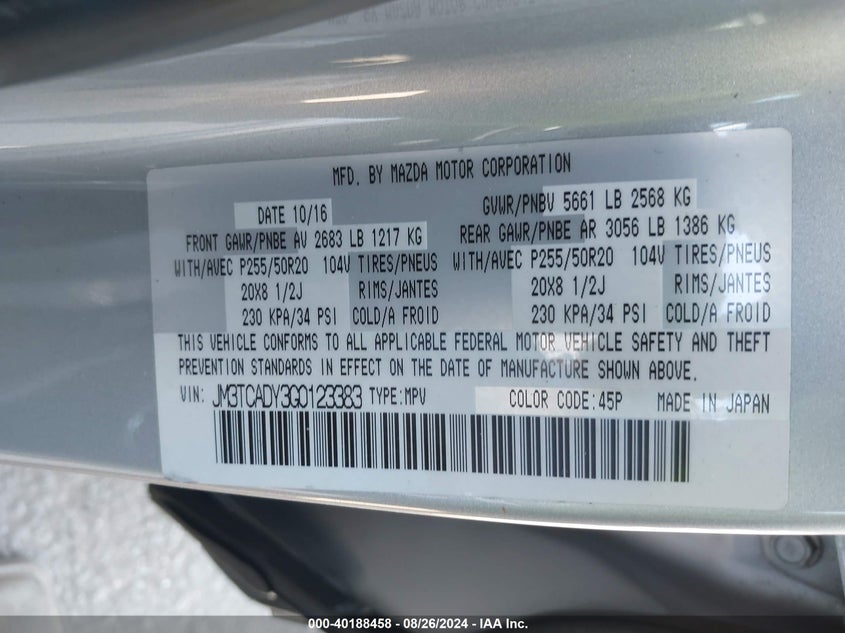 MFD. BY MAZDA MOTOR CORPORATION
DATE 10/16 GVWR/PNBV 5661 LB 2568 KG
FRONT GAWR/PNBE AV 2683 LB 1217 KG REAR GAWR/PNBE AR 3056 LB 1386 KG
WITH/AVEC P255/50R20 104V TIRES/PNEUS WITH/AVEC P255/50R20 104V TIRES/PNEUS
20X8 1/2J RIMS/JANTES 20X8 1/2J RIMS/JANTES
230 KPA/34 PSI COLD/A FROID 230 KPA/34 PSI COLD/A FROID
THIS VEHICLE CONFORMS TO ALL APPLICABLE FEDERAL MOTOR VEHICLE SAFETY AND THEFT
PREVENTION STANDARDS IN EFFECT ON THE DATE OF MANUFACTURE SHOWN ABOVE.
VIN: JM3TCADY3G0123383 TYPE:MPV COLOR CODE:45P MADE IN JAPAN
000-40188458 - 08/26/2024 - IAA Inc.